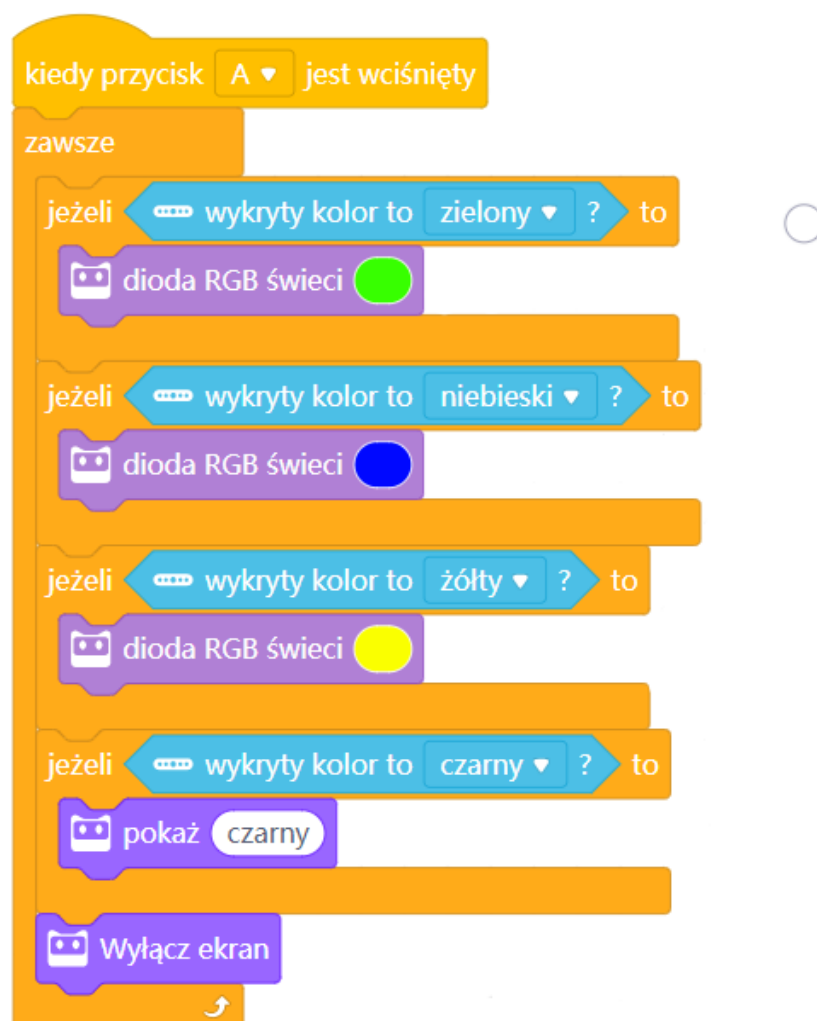 kiedy przycisk A jest wciśnięty
zawsze
jeżeli wykryty kolor to zielony ? to
dioda RGB świeci
jeżeli wykryty kolor to niebieski ? to
dioda RGB świeci
jeżeli wykryty kolor to żółty ? to
dioda RGB świeci
jeżeli wykryty kolor to czarny ? to
pokaż czarny
Wyłącz ekran